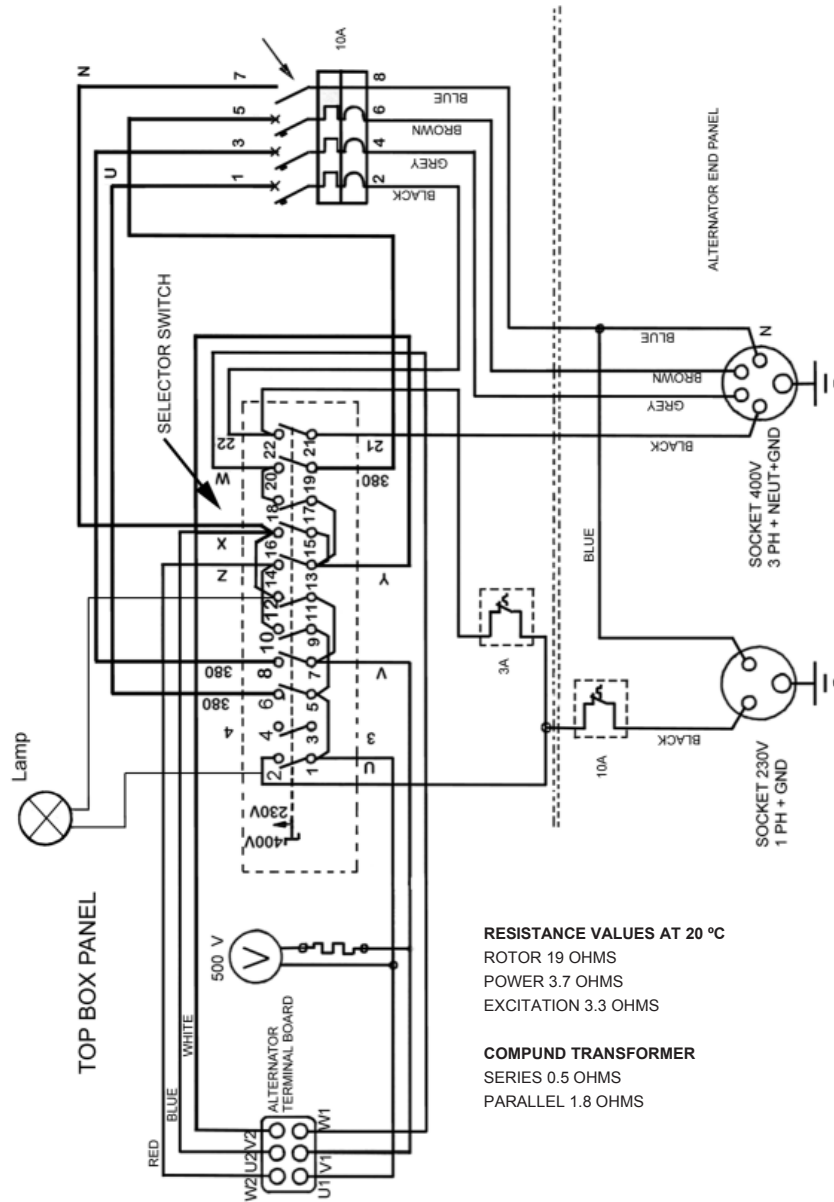 TOP BOX PANEL
Lamp
SELECTOR SWITCH
10A
N
U
7
5
3
1
8
6
4
2
BLUE
BROWN
GREY
BLACK
ALTERNATOR END PANEL
RED
BLUE
WHITE
W2 U2 V2
U1 V1 W1
ALTERNATOR
TERMINAL BOARD
500 V
V
400V
230V
2 4 6 8 10 12 14 16 18 20 22
1 3 5 7 9 11 13 15 17 19 21
4
380
380
Z
X
W
22
U
3
V
Y
380
21
3A
10A
BLACK
BLUE
BLACK
GREY
BROWN
BLUE
N
SOCKET 230V
1 PH + GND
SOCKET 400V
3 PH + NEUT+GND
RESISTANCE VALUES AT 20 ºC
ROTOR 19 OHMS
POWER 3.7 OHMS
EXCITATION 3.3 OHMS
COMPUND TRANSFORMER
SERIES 0.5 OHMS
PARALLEL 1.8 OHMS